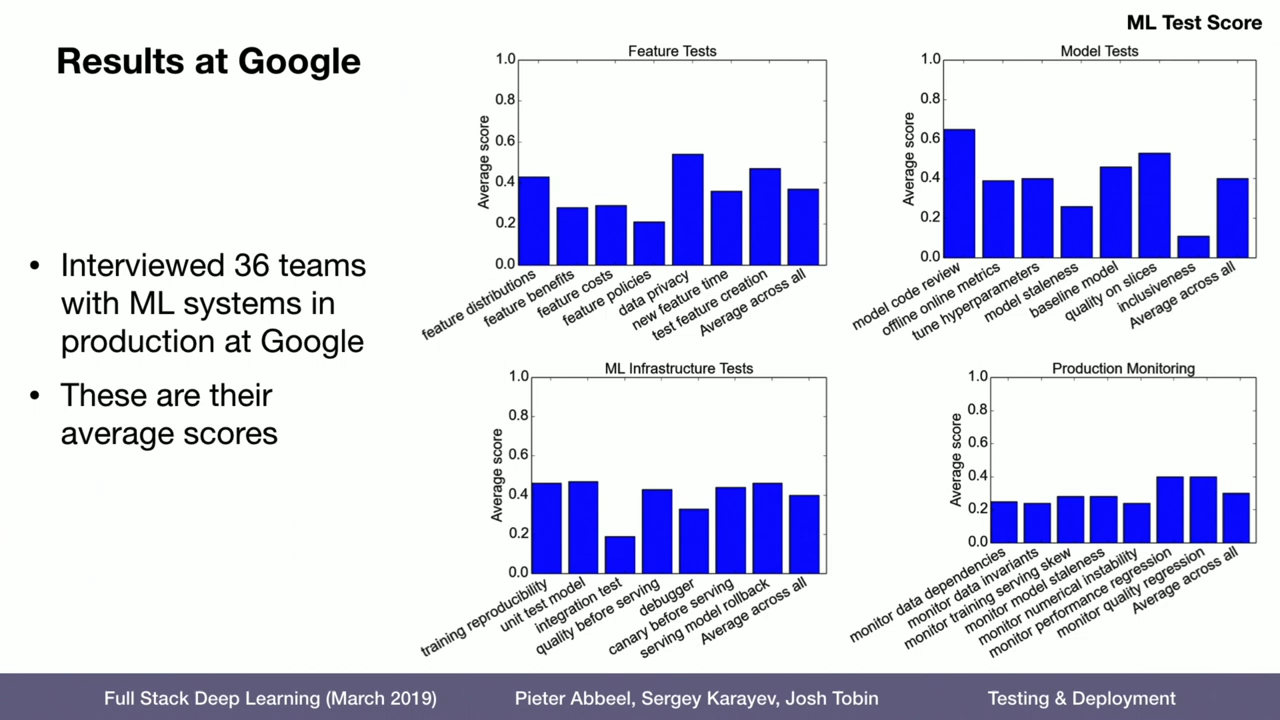 ML Test Score
Results at Google
• Interviewed 36 teams
with ML systems in
production at Google
• These are their
average scores
Feature Tests
Average score
1.0
0.8
0.6
0.4
0.2
0.0
feature distributions
feature benefits
feature costs
feature policies
data privacy
new feature time
test feature creation
Average across all
Model Tests
Average score
1.0
0.8
0.6
0.4
0.2
0.0
model code review
offline online metrics
tune hyperparameters
model staleness
baseline model
quality on slices
inclusiveness
Average across all
ML Infrastructure Tests
Average score
1.0
0.8
0.6
0.4
0.2
0.0
training reproducibility
unit test model
integration test
quality before serving
debugger
canary before serving
serving model rollback
Average across all
Production Monitoring
Average score
1.0
0.8
0.6
0.4
0.2
0.0
monitor data dependencies
monitor data invariants
monitor training serving skew
monitor model staleness
monitor numerical instability
monitor performance regression
monitor quality regression
Average across all
Full Stack Deep Learning (March 2019)
Pieter Abbeel, Sergey Karayev, Josh Tobin
Testing & Deployment